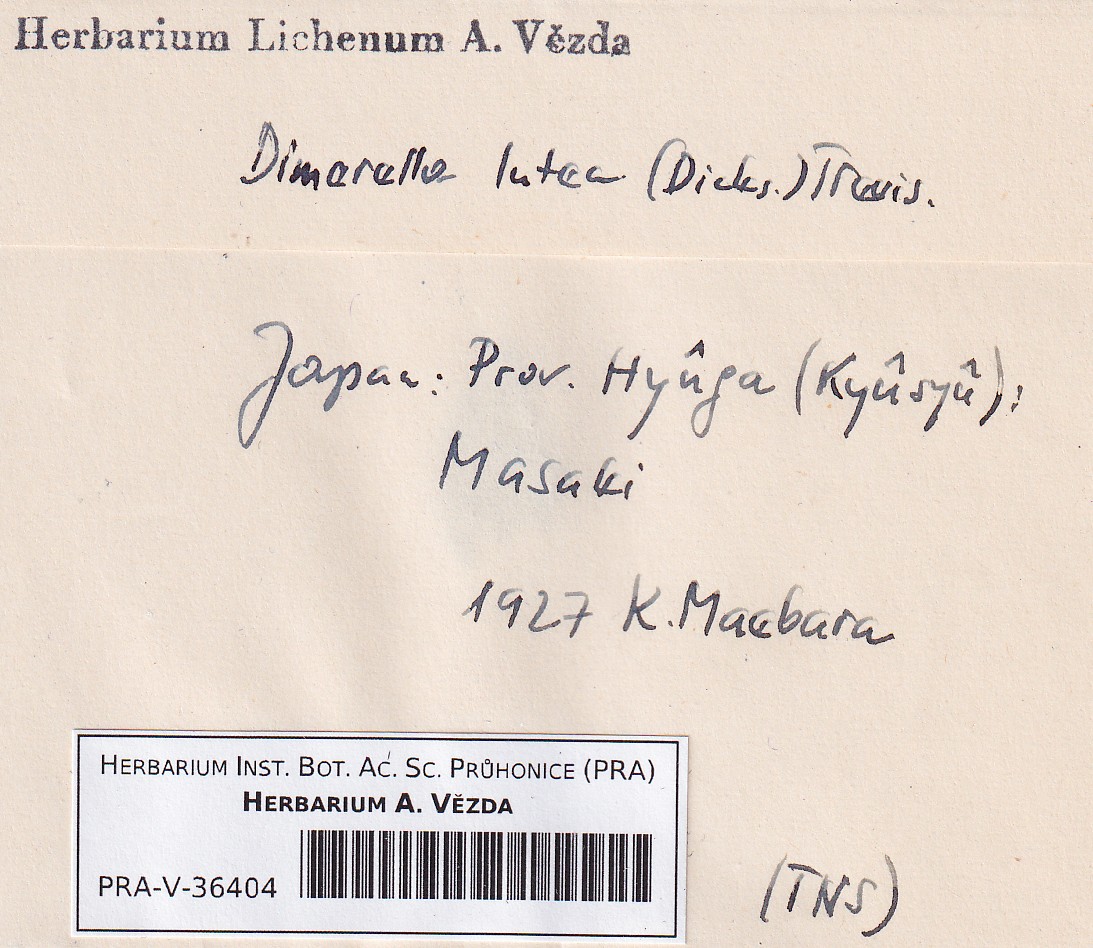 Herbarium Lichenum A. Vězda
Dimerella lutea (Dicks.) Trevis.
Japan: Prov. Hyûga (Kyûsyû):
Masaki
1927 K. Maebara
HERBARIUM INST. BOT. AC. SC. PRŮHONICE (PRA)
HERBARIUM A. VĚZDA
PRA-V-36404
(TNS)